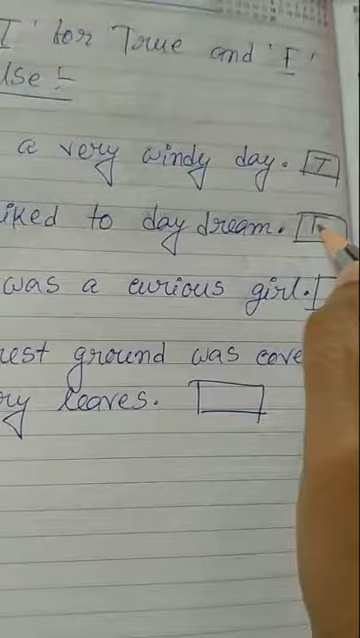 T' for True and 'F'
lse :-
a very windy day. T
iked to day dream.
was a curious girl.
rest ground was cove
ry leaves.